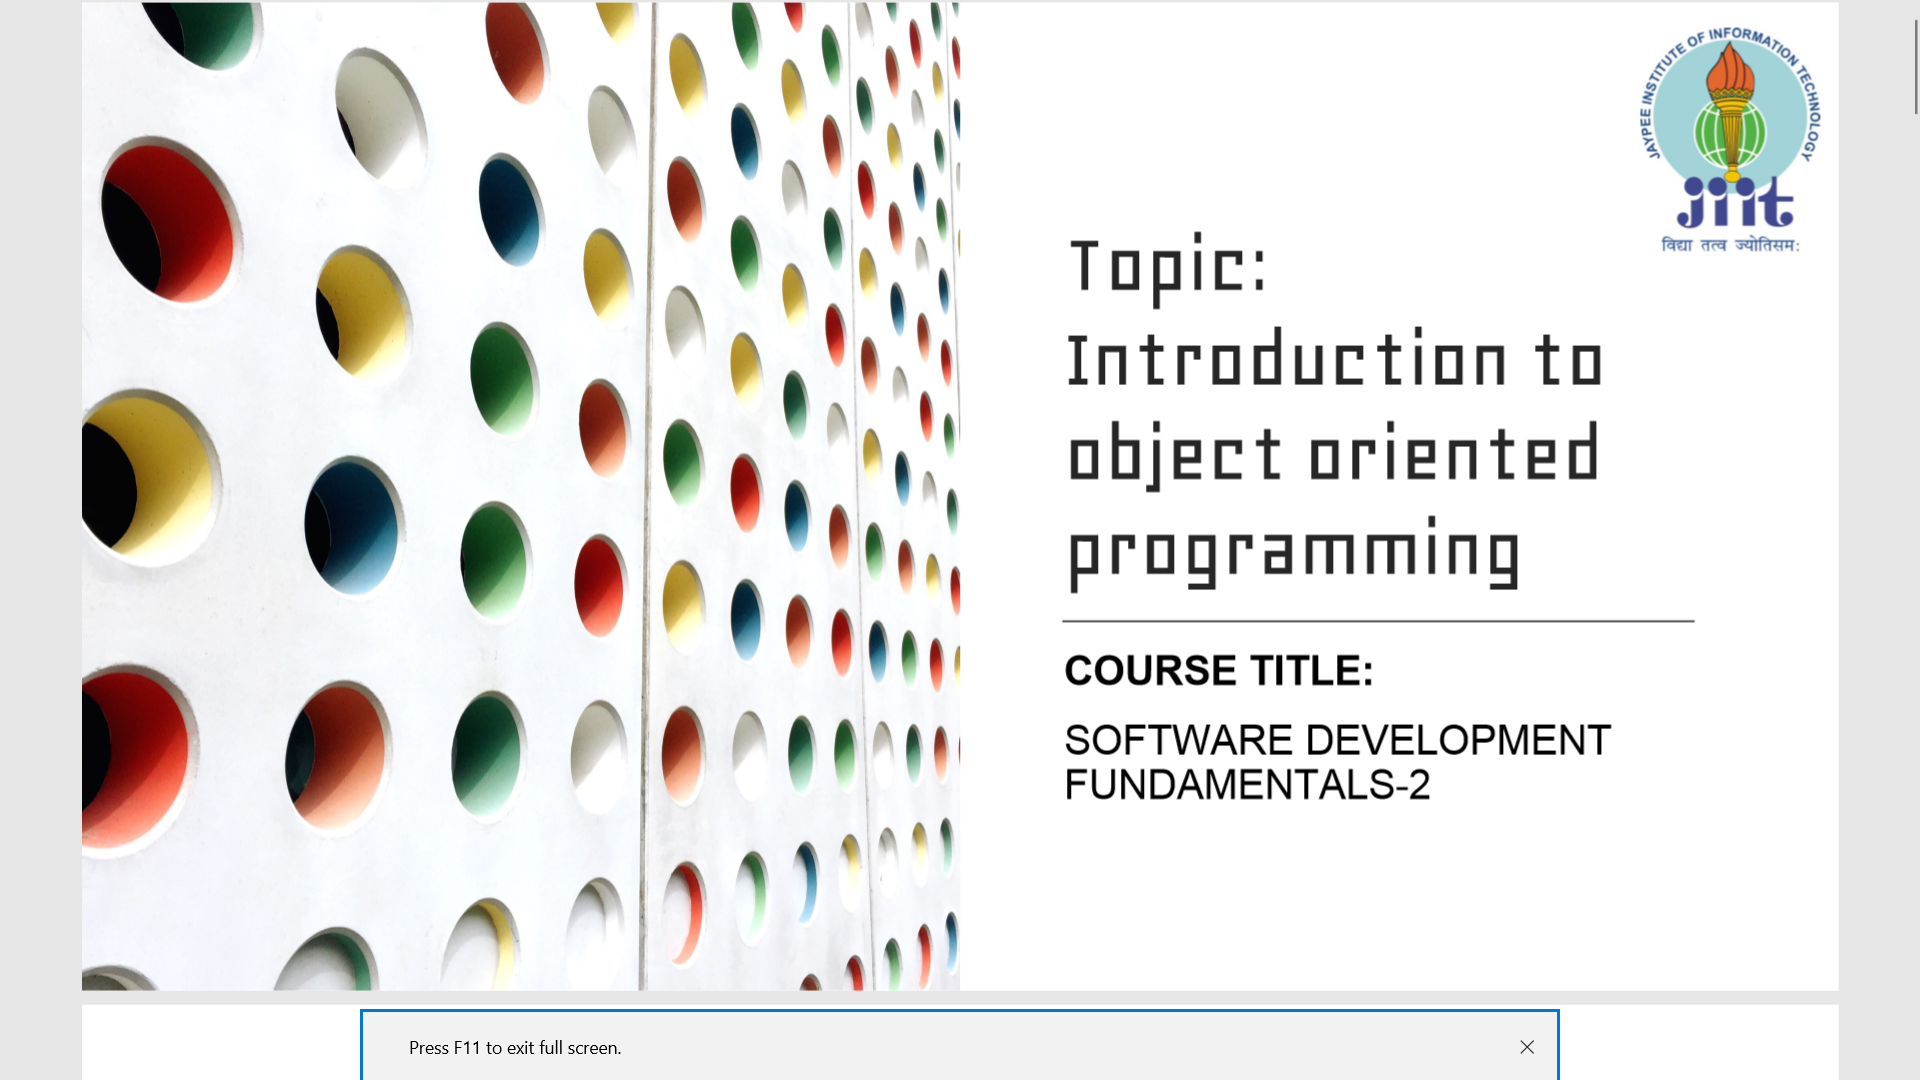 JAYPEE INSTITUTE OF INFORMATION TECHNOLOGY
jiit
विद्या तत्व ज्योतिसमः
Topic:
Introduction to
object oriented
programming
COURSE TITLE:
SOFTWARE DEVELOPMENT
FUNDAMENTALS-2
Press F11 to exit full screen.